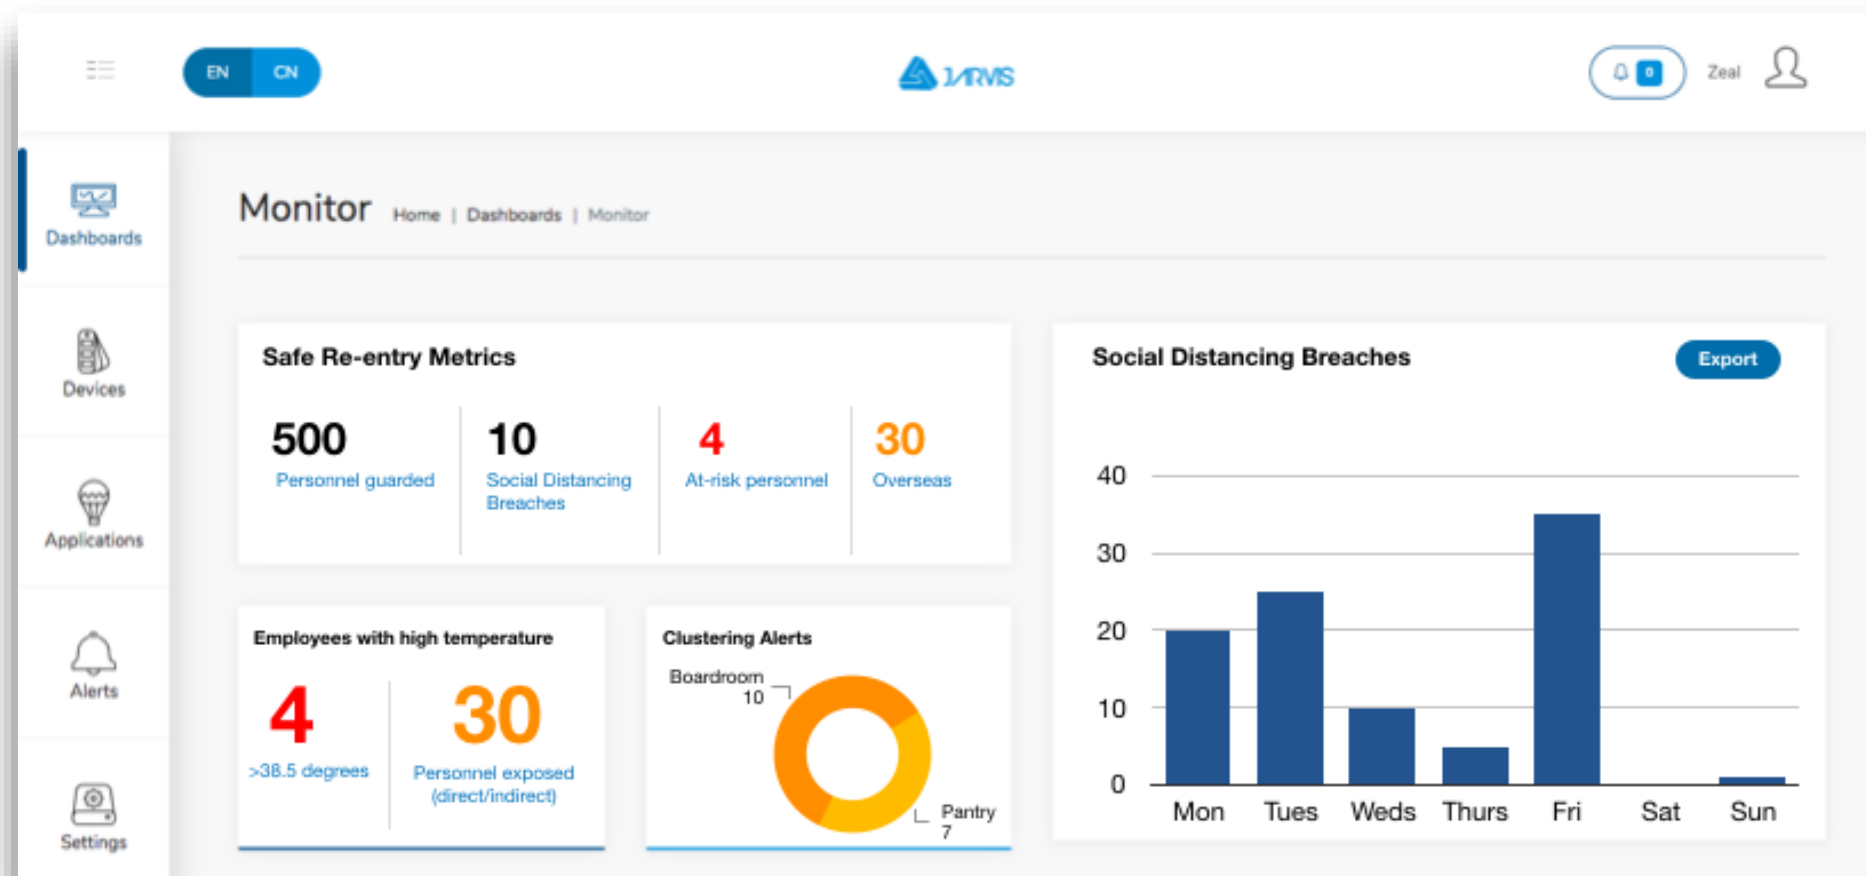 EN CN
JARVIS
0
Zeal
Dashboards
Devices
Applications
Alerts
Settings
Monitor Home | Dashboards | Monitor
Safe Re-entry Metrics
500
Personnel guarded
10
Social Distancing
Breaches
4
At-risk personnel
30
Overseas
Employees with high temperature
4
>38.5 degrees
30
Personnel exposed
(direct/indirect)
Clustering Alerts
Boardroom
10
Pantry
7
Social Distancing Breaches
Export
40
30
20
10
0
Mon Tues Weds Thurs Fri Sat Sun